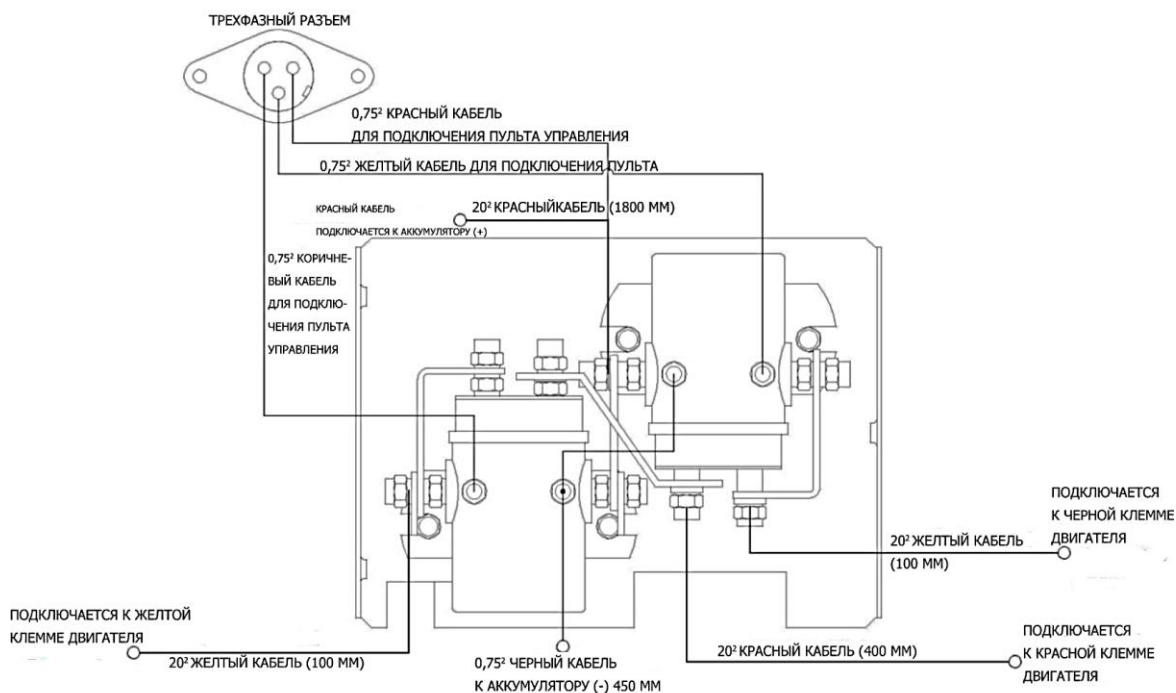 ТРЕХФАЗНЫЙ РАЗЪЕМ
0,75² КРАСНЫЙ КАБЕЛЬ
ДЛЯ ПОДКЛЮЧЕНИЯ ПУЛЬТА УПРАВЛЕНИЯ
0,75² ЖЕЛТЫЙ КАБЕЛЬ ДЛЯ ПОДКЛЮЧЕНИЯ ПУЛЬТА
КРАСНЫЙ КАБЕЛЬ
ПОДКЛЮЧАЕТСЯ К АККУМУЛЯТОРУ (+)
20² КРАСНЫЙКАБЕЛЬ (1800 ММ)
0,75² КОРИЧНЕ-
ВЫЙ КАБЕЛЬ
ДЛЯ ПОДКЛЮ-
ЧЕНИЯ ПУЛЬТА
УПРАВЛЕНИЯ
ПОДКЛЮЧАЕТСЯ
К ЧЕРНОЙ КЛЕММЕ
ДВИГАТЕЛЯ
20² ЖЕЛТЫЙ КАБЕЛЬ
(100 ММ)
ПОДКЛЮЧАЕТСЯ К ЖЕЛТОЙ
КЛЕММЕ ДВИГАТЕЛЯ
20² ЖЕЛТЫЙ КАБЕЛЬ (100 ММ)
0,75² ЧЕРНЫЙ КАБЕЛЬ
К АККУМУЛЯТОРУ (-) 450 ММ
20² КРАСНЫЙ КАБЕЛЬ (400 ММ)
ПОДКЛЮЧАЕТСЯ
К КРАСНОЙ КЛЕММЕ
ДВИГАТЕЛЯ